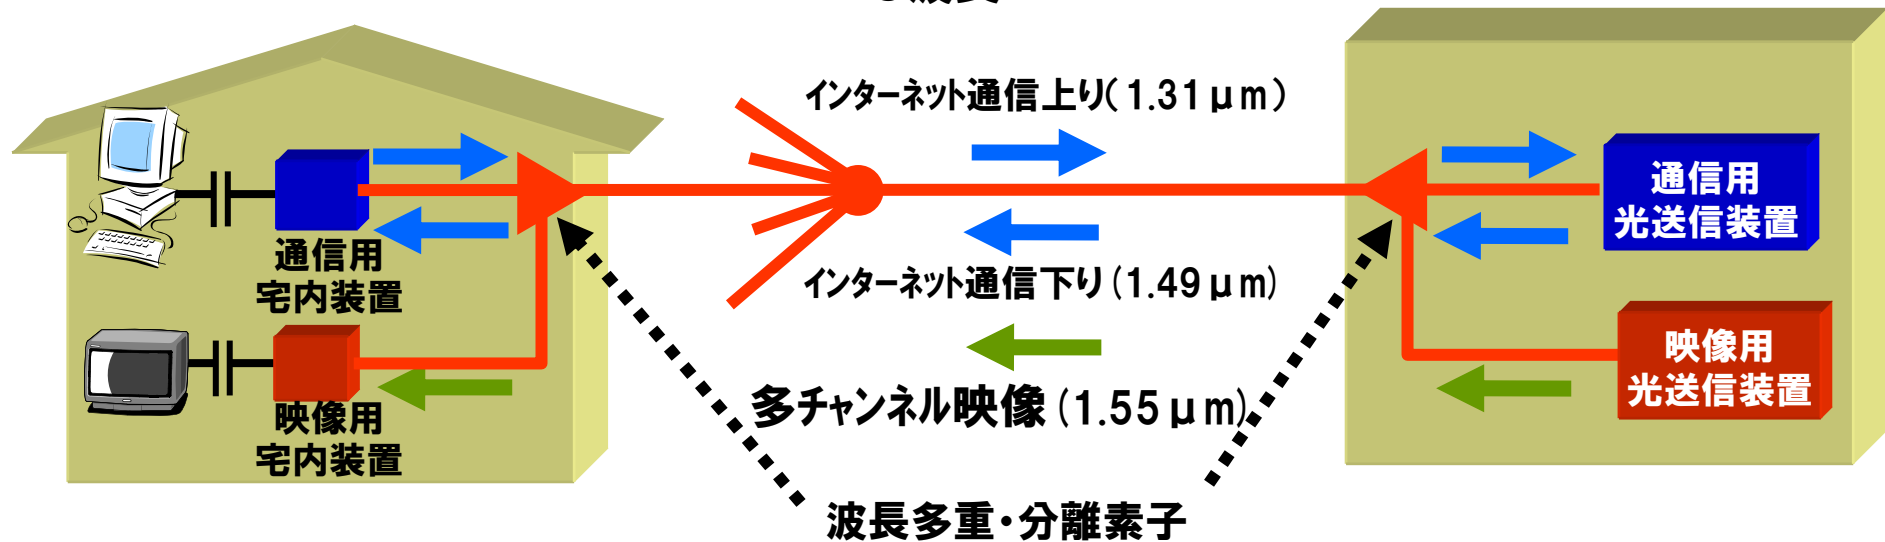 インターネット通信上り(1.31μm)
通信用
光送信装置
通信用
宅内装置
インターネット通信下り(1.49μm)
映像用
光送信装置
多チャンネル映像(1.55μm)
映像用
宅内装置
波長多重・分離素子